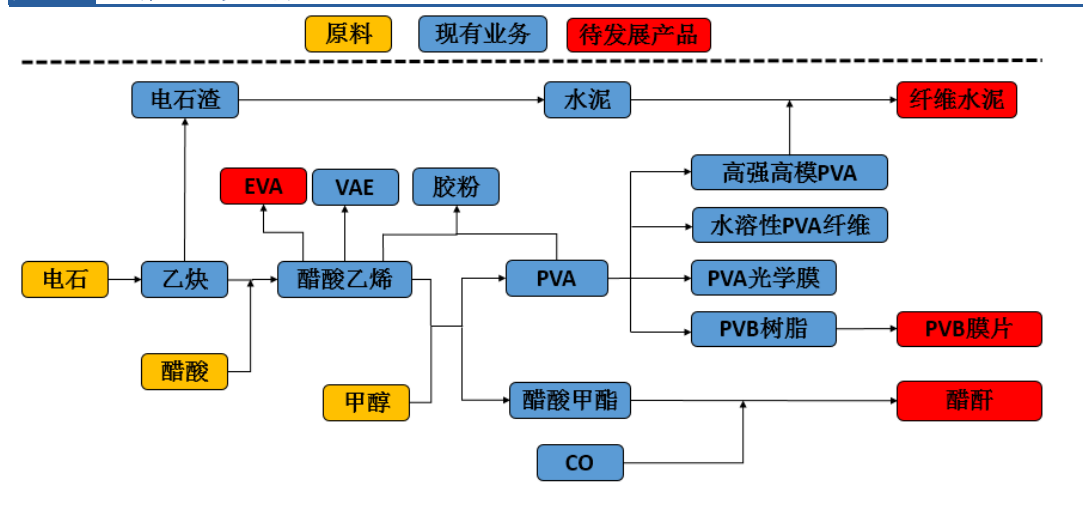 原料
现有业务
待发展产品
电石渣
水泥
纤维水泥
高强高模PVA
EVA
VAE
胶粉
水溶性PVA纤维
电石
乙炔
醋酸乙烯
PVA
PVA光学膜
PVB树脂
PVB膜片
醋酸
甲醇
醋酸甲酯
醋酐
CO